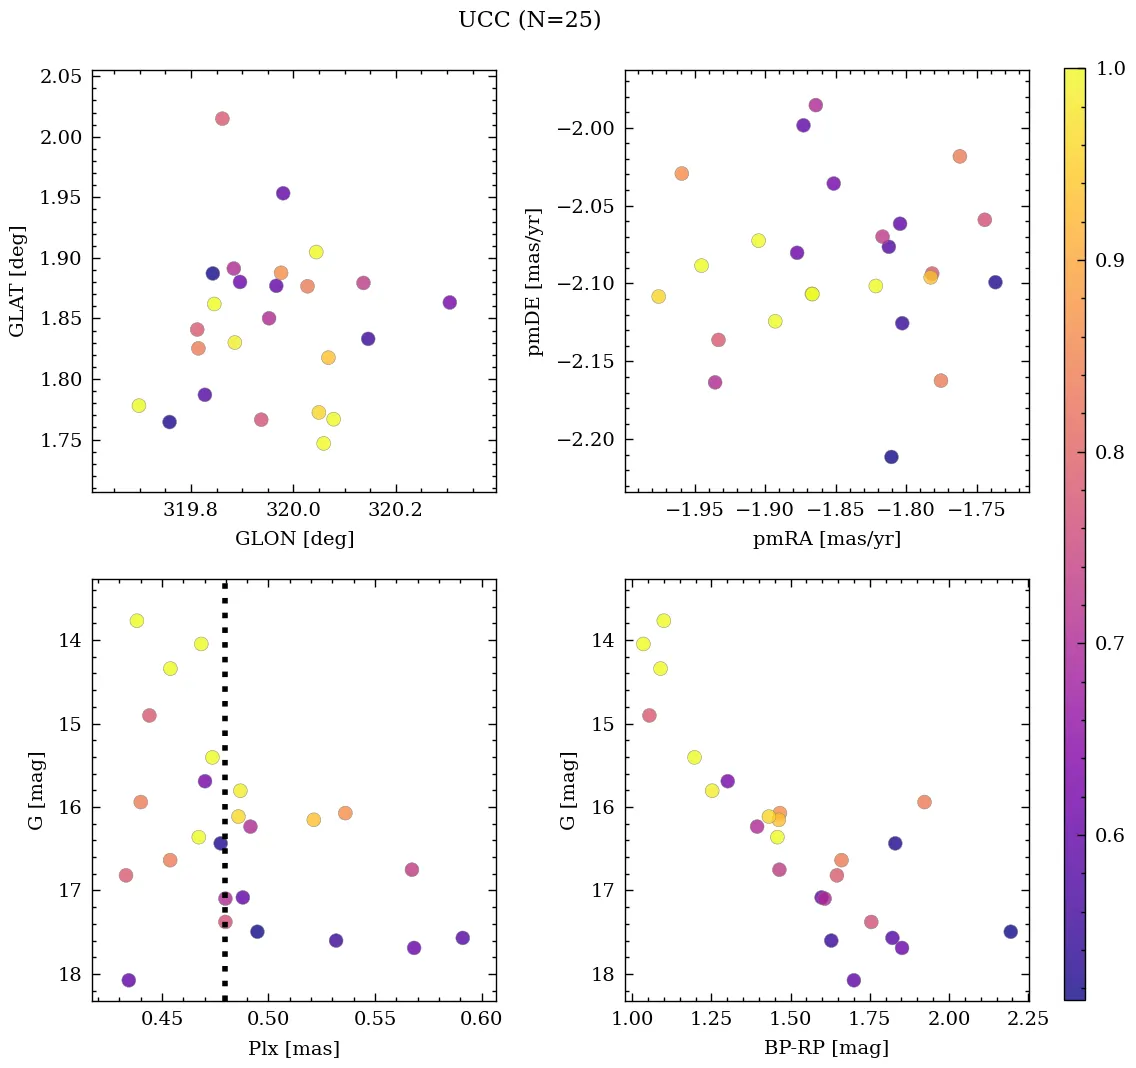 UCC (N=25)
2.05
2.00
1.95
1.90
1.85
1.80
1.75
GLAT [deg]
319.8 320.0 320.2
GLON [deg]
−2.00
−2.05
−2.10
−2.15
−2.20
pmDE [mas/yr]
−1.95 −1.90 −1.85 −1.80 −1.75
pmRA [mas/yr]
14
15
16
17
18
G [mag]
0.45 0.50 0.55 0.60
Plx [mas]
14
15
16
17
18
G [mag]
1.00 1.25 1.50 1.75 2.00 2.25
BP-RP [mag]
1.0
0.9
0.8
0.7
0.6